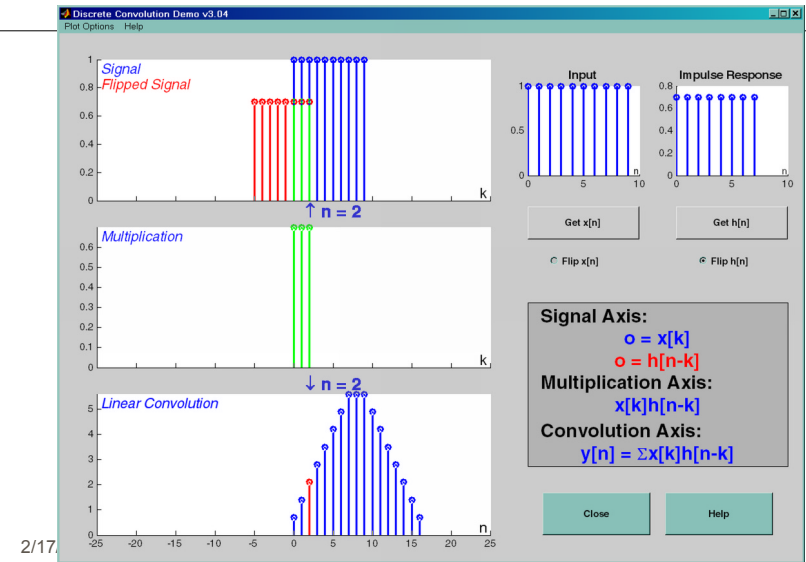 Discrete Convolution Demo v3.04
Plot Options Help
Signal
Flipped Signal
1
0.8
0.6
0.4
0.2
0
k
↑ n = 2
Multiplication
0.6
0.5
0.4
0.3
0.2
0.1
0
k
↓ n = 2
Linear Convolution
5
4
3
2
1
0
n
-25 -20 -15 -10 -5 0 5 10 15 20 25
Input
1
0.5
0
0 5 10
n
Impulse Response
0.8
0.6
0.4
0.2
0
0 5 10
n
Get x[n]
Get h[n]
Flip x[n]
Flip h[n]
Signal Axis:
o = x[k]
o = h[n-k]
Multiplication Axis:
x[k]h[n-k]
Convolution Axis:
y[n] = Σx[k]h[n-k]
Close
Help
2/17/